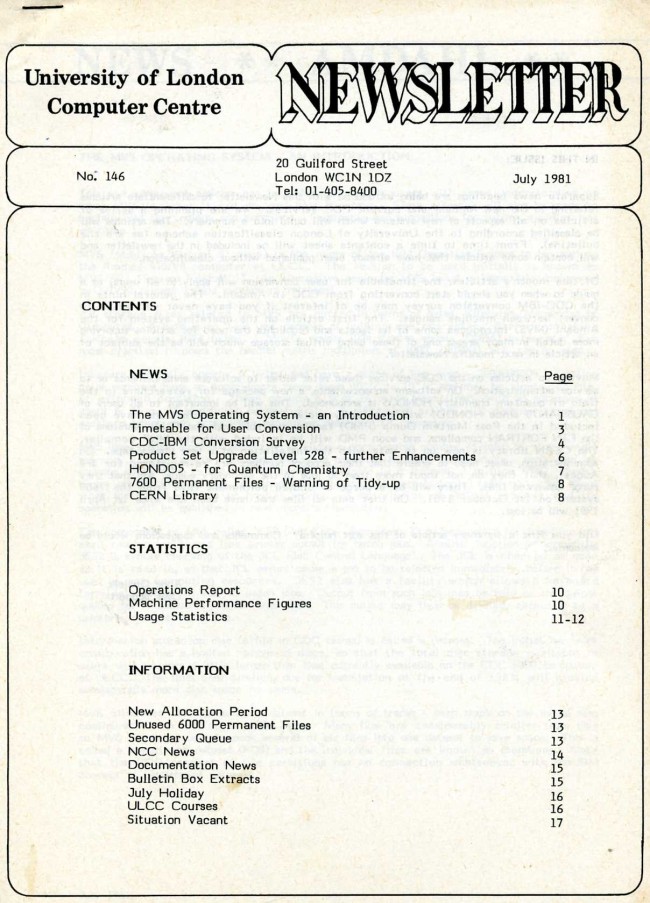 University of London
Computer Centre
NEWSLETTER
No. 146
20 Guilford Street
London WC1N 1DZ
Tel: 01-405-8400
July 1981
CONTENTS
NEWS Page
The MVS Operating System - an Introduction 1
Timetable for User Conversion 3
CDC-IBM Conversion Survey 4
Product Set Upgrade Level 528 - further Enhancements 6
HONDO5 - for Quantum Chemistry 7
7600 Permanent Files - Warning of Tidy-up 8
CERN Library 8
STATISTICS
Operations Report 10
Machine Performance Figures 10
Usage Statistics 11-12
INFORMATION
New Allocation Period 13
Unused 6000 Permanent Files 13
Secondary Queue 13
NCC News 14
Documentation News 15
Bulletin Box Extracts 15
July Holiday 16
ULCC Courses 16
Situation Vacant 17